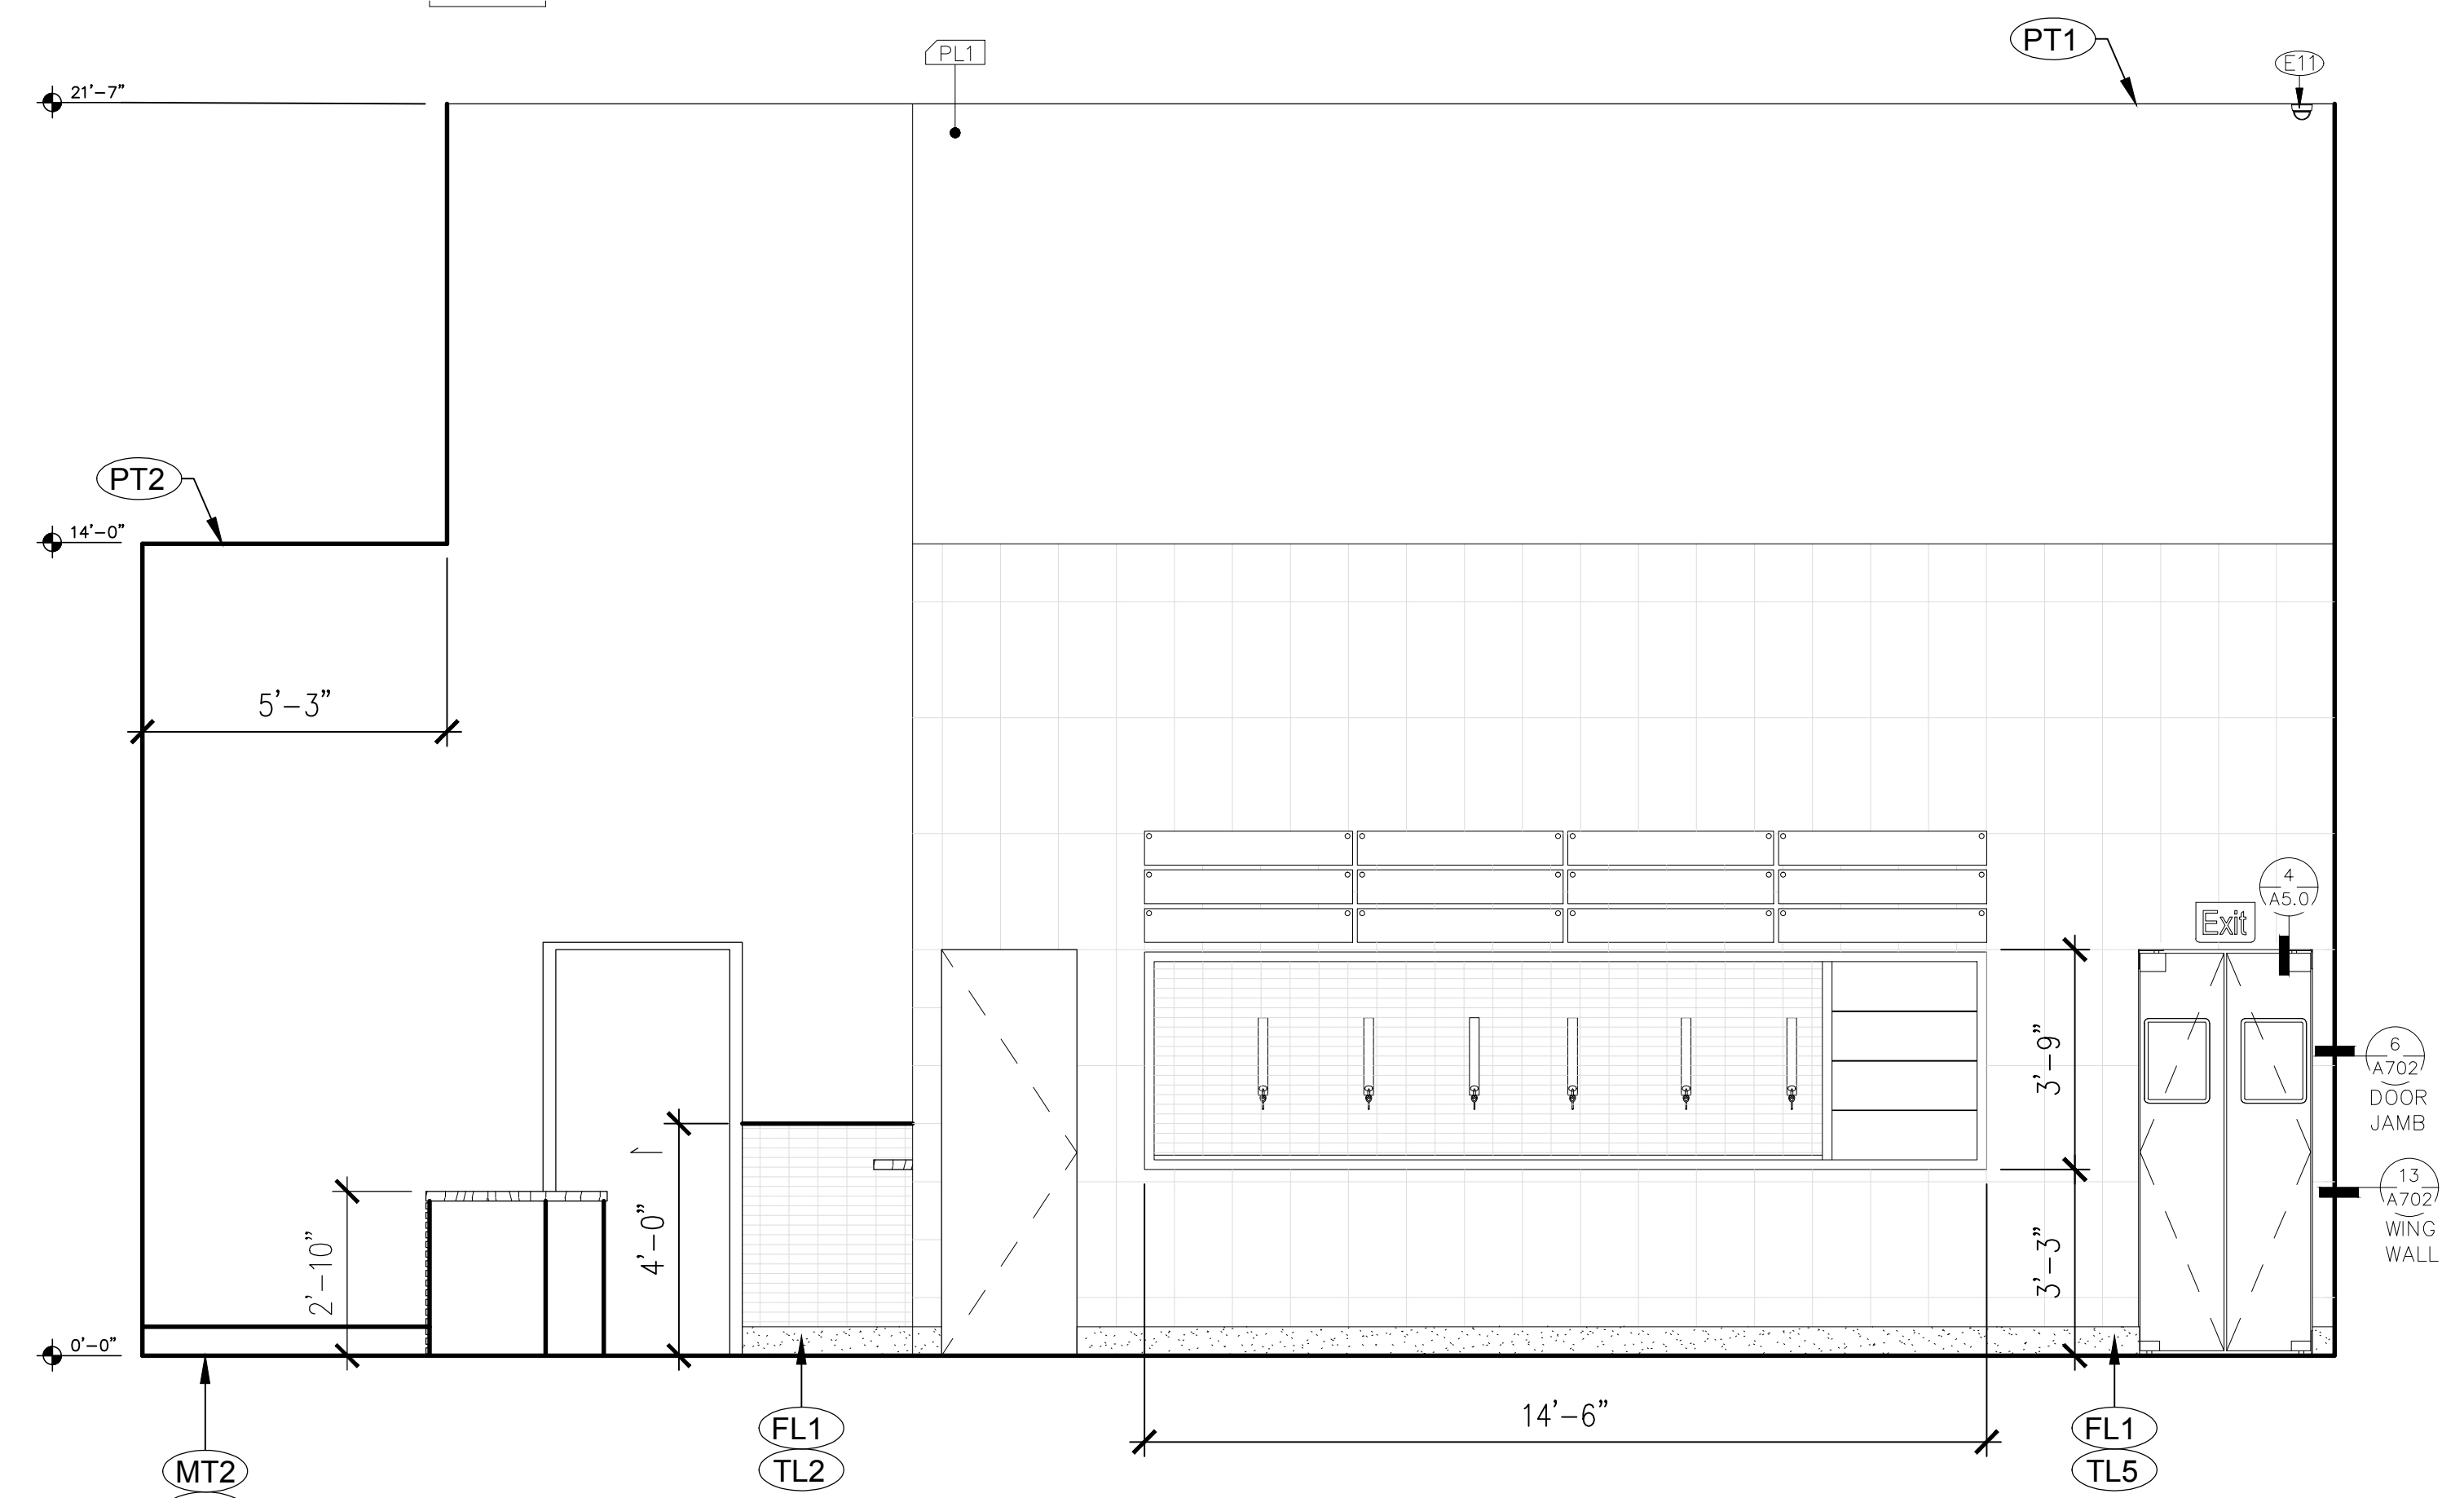 PL1
PT1
E11
21'-7"
PT2
14'-0"
5'-3"
4
A5.0
Exit
6
A702
DOOR
JAMB
3'-9"
1
4'-0"
2'-10"
13
A702
WING
WALL
3'-3"
0'-0"
14'-6"
FL1
TL2
FL1
TL5
MT2